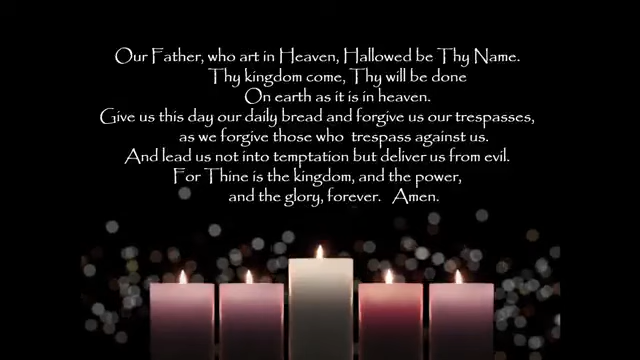 Our Father, who art in Heaven, Hallowed be Thy Name.
Thy kingdom come, Thy will be done
On earth as it is in heaven.
Give us this day our daily bread and forgive us our trespasses,
as we forgive those who trespass against us.
And lead us not into temptation but deliver us from evil.
For Thine is the kingdom, and the power,
and the glory, forever. Amen.